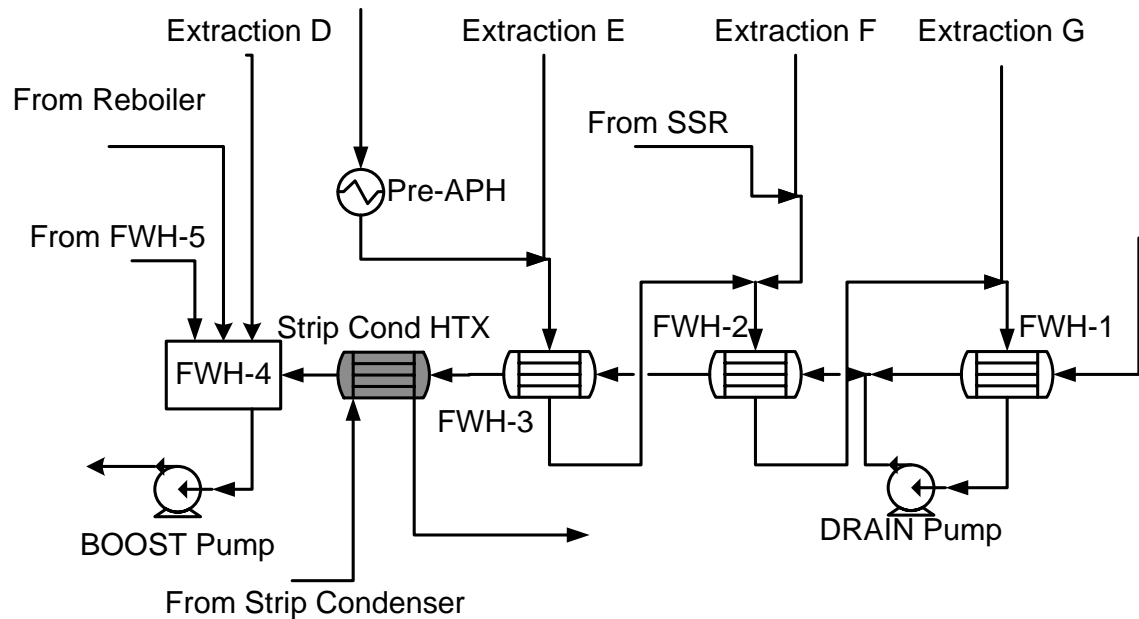 Extraction D
Extraction E
Extraction F
Extraction G
From Reboiler
From SSR
Pre-APH
From FWH-5
Strip Cond HTX
FWH-2
FWH-1
FWH-4
FWH-3
BOOST Pump
DRAIN Pump
From Strip Condenser